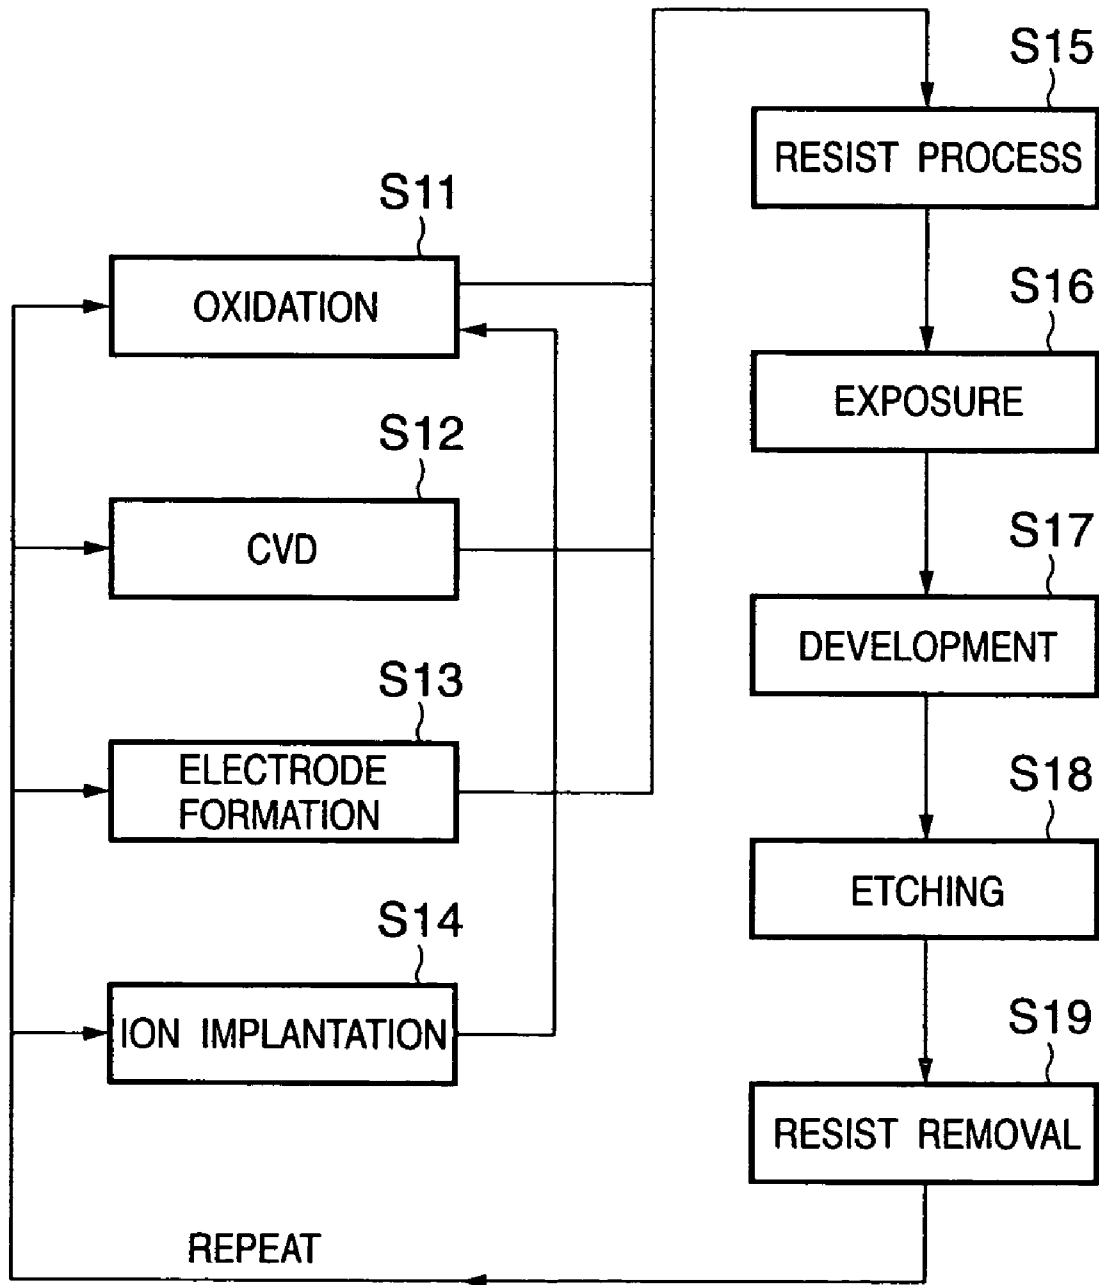 S11
OXIDATION
S12
CVD
S13
ELECTRODE
FORMATION
S14
ION IMPLANTATION
S15
RESIST PROCESS
S16
EXPOSURE
S17
DEVELOPMENT
S18
ETCHING
S19
RESIST REMOVAL
REPEAT